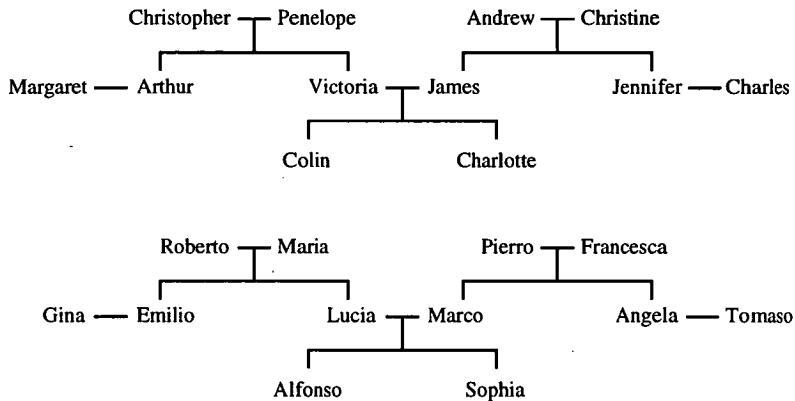 Christopher Penelope Andrew Christine
Margaret Arthur Victoria James Jennifer Charles
Colin Charlotte
Roberto Maria Pierro Francesca
Gina Emilio Lucia Marco Angela Tomaso
Alfonso Sophia